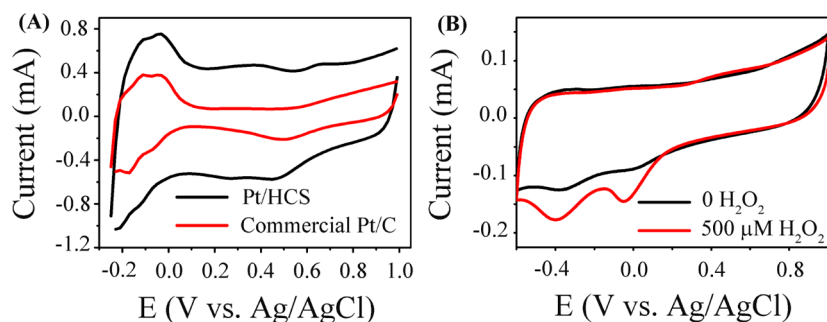 (A)
Current (mA)
0.8
0.4
0.0
-0.4
-0.8
-1.2
Pt/HCS
Commercial Pt/C
-0.2 0.0 0.2 0.4 0.6 0.8 1.0
E (V vs. Ag/AgCl)
(B)
Current (mA)
0.1
0.0
-0.1
-0.2
0 H₂O₂
500 μM H₂O₂
-0.4 0.0 0.4 0.8
E (V vs. Ag/AgCl)